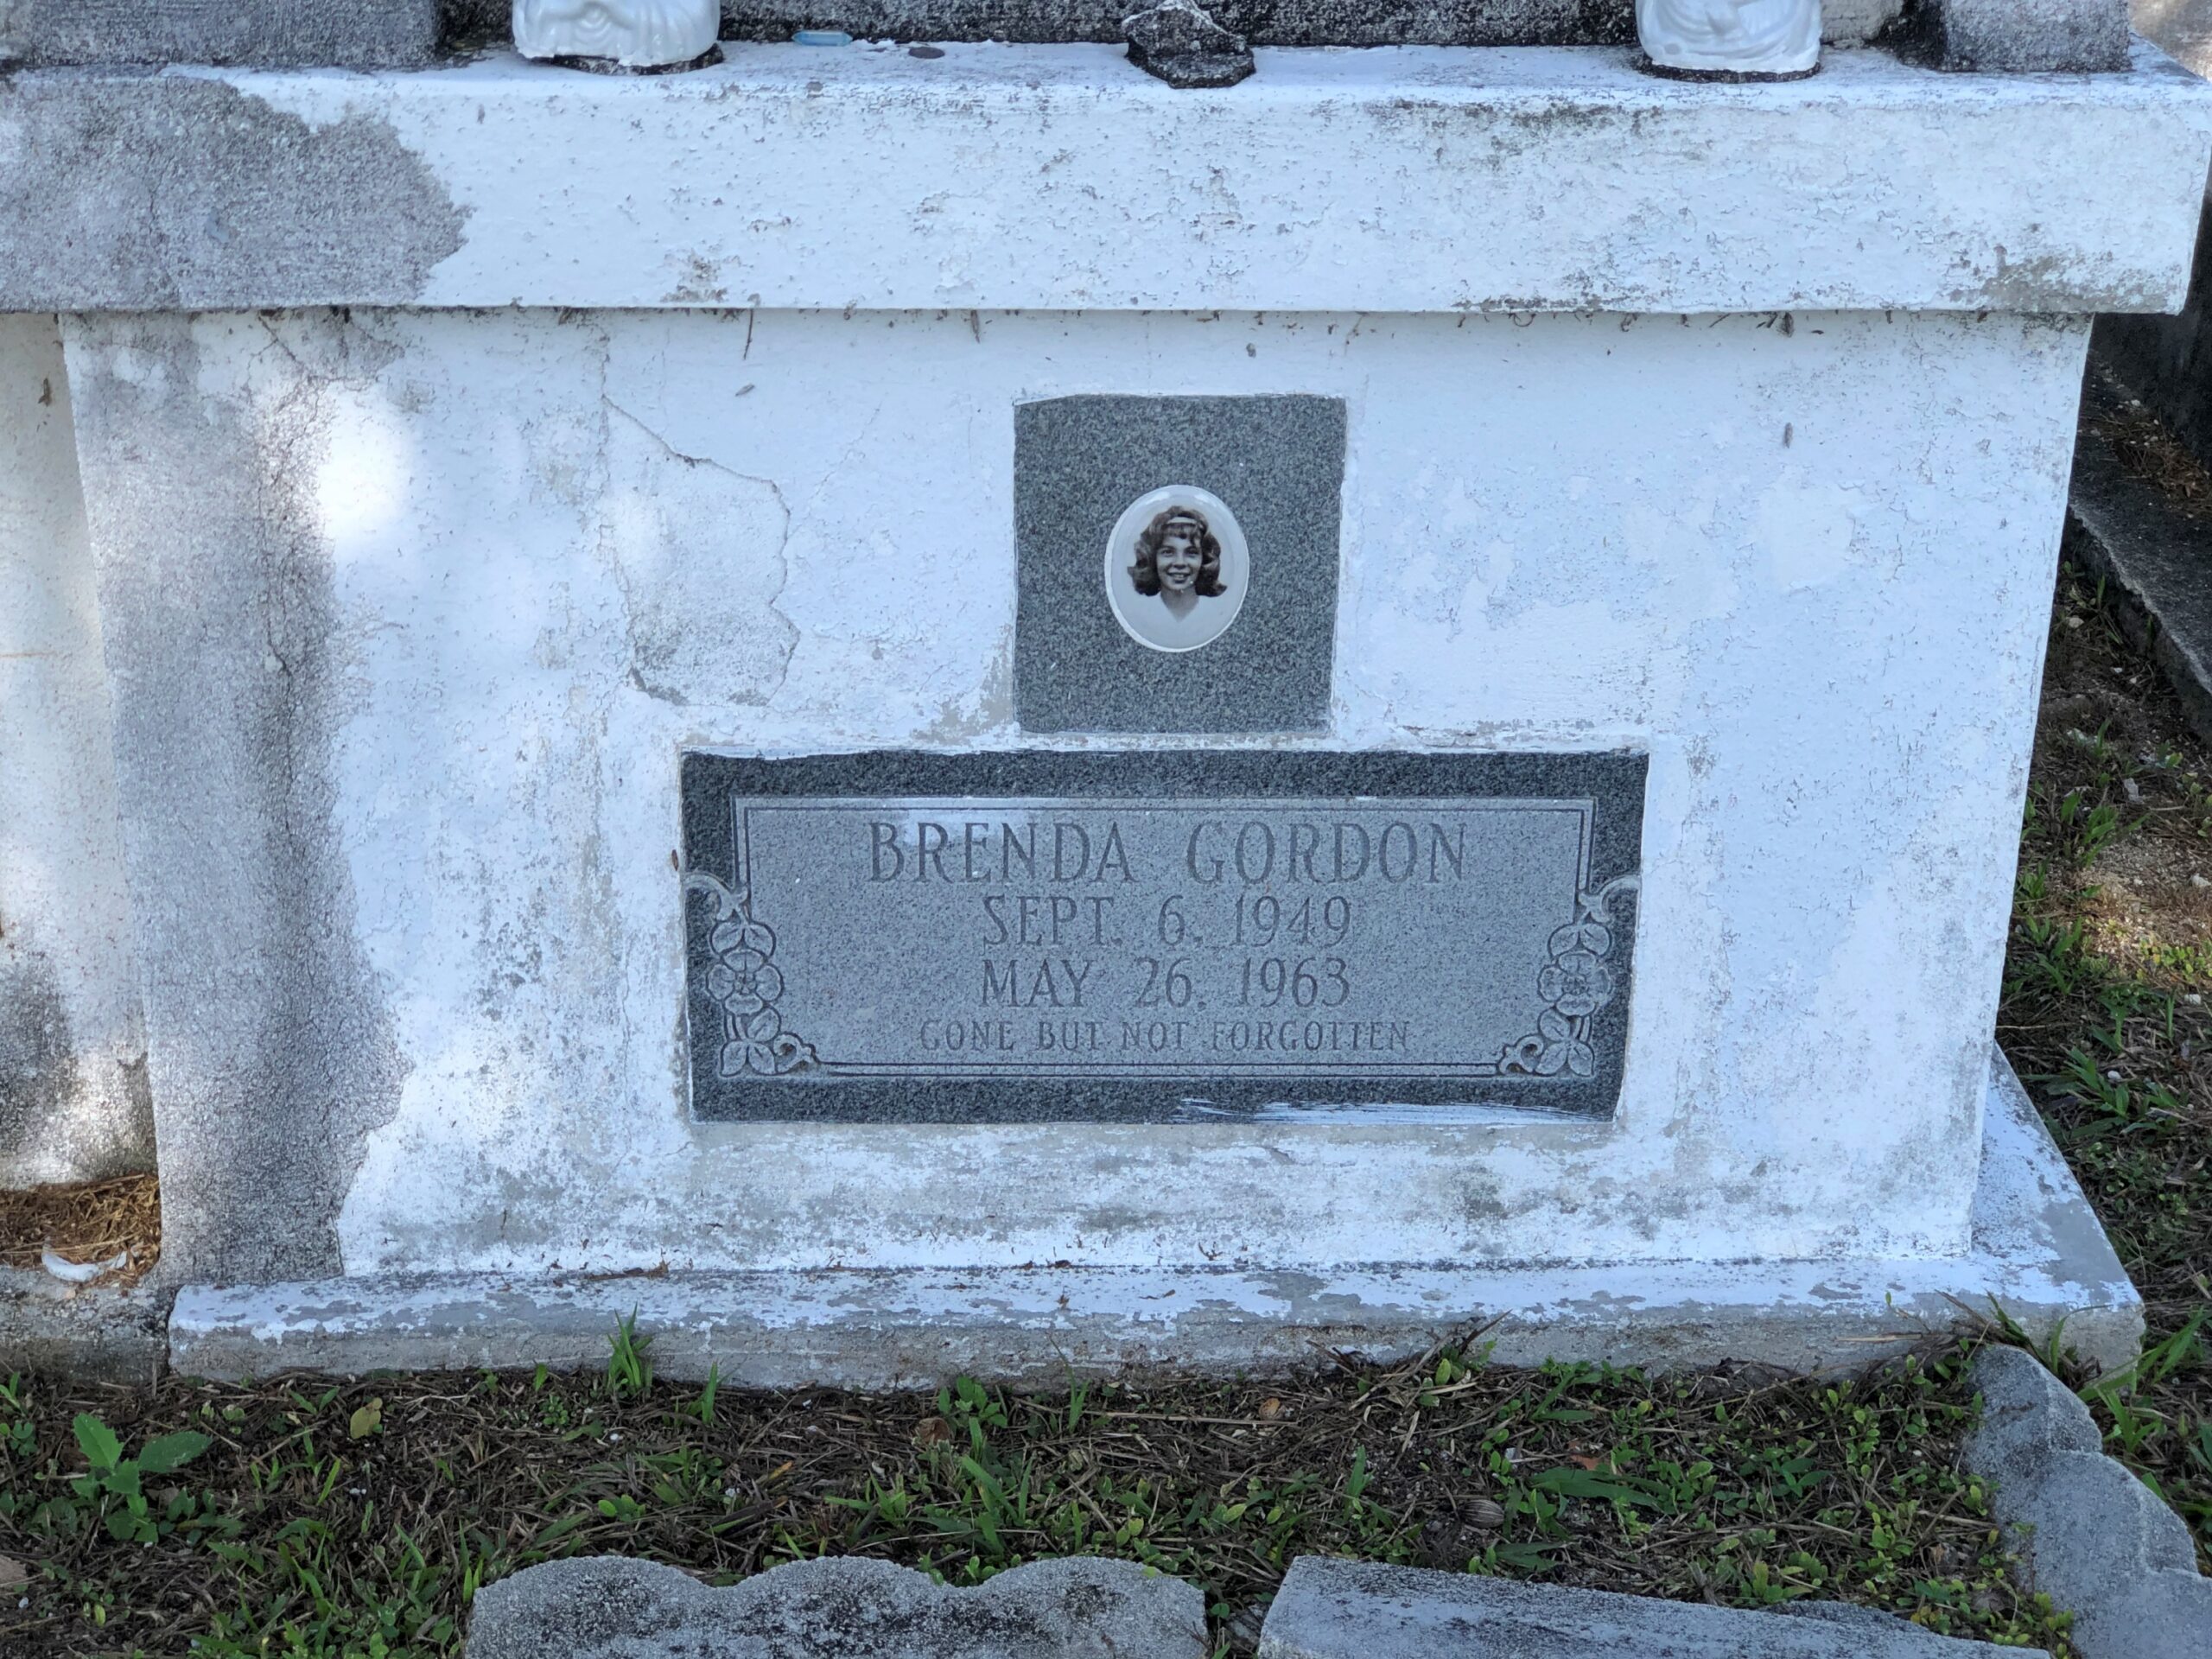 BRENDA GORDON
SEPT. 6, 1949
MAY 26, 1963
GONE BUT NOT FORGOTTEN